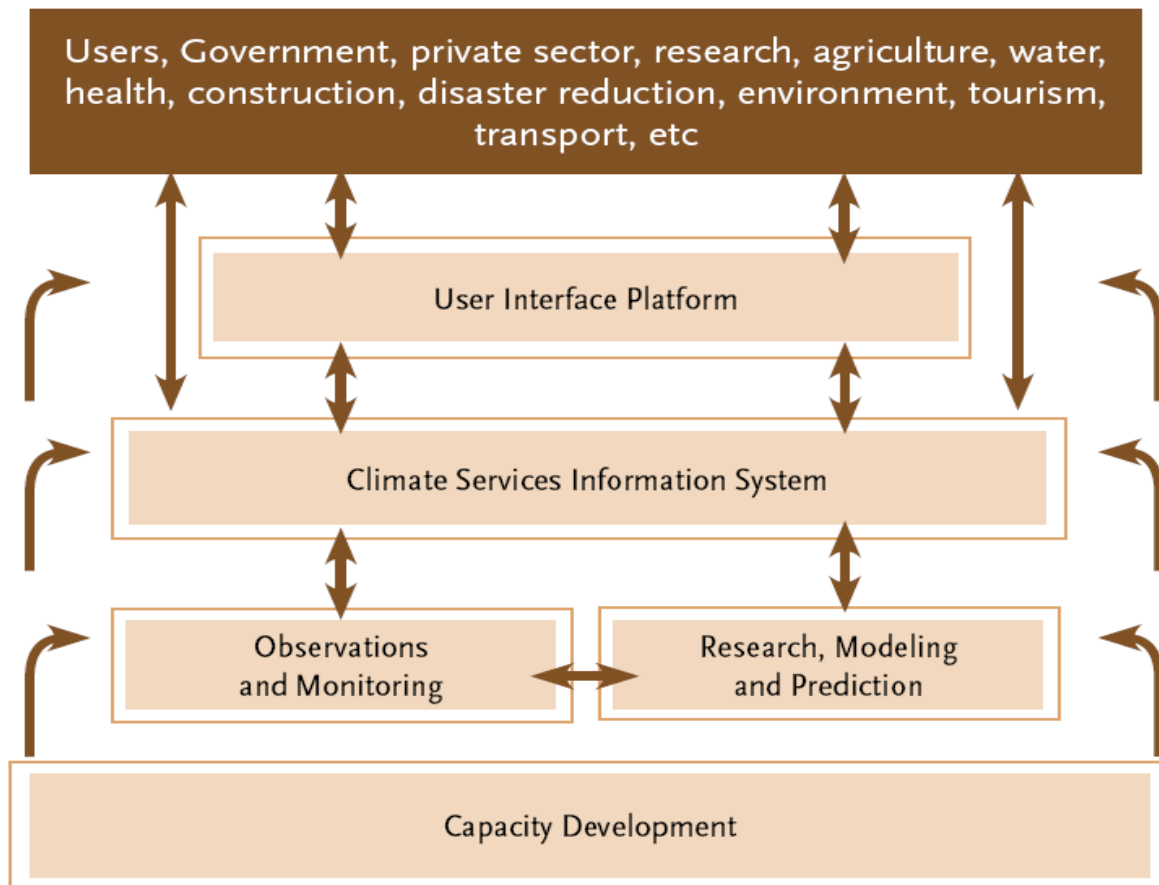 Users, Government, private sector, research, agriculture, water,
health, construction, disaster reduction, environment, tourism,
transport, etc
User Interface Platform
Climate Services Information System
Observations
and Monitoring
Research, Modeling
and Prediction
Capacity Development